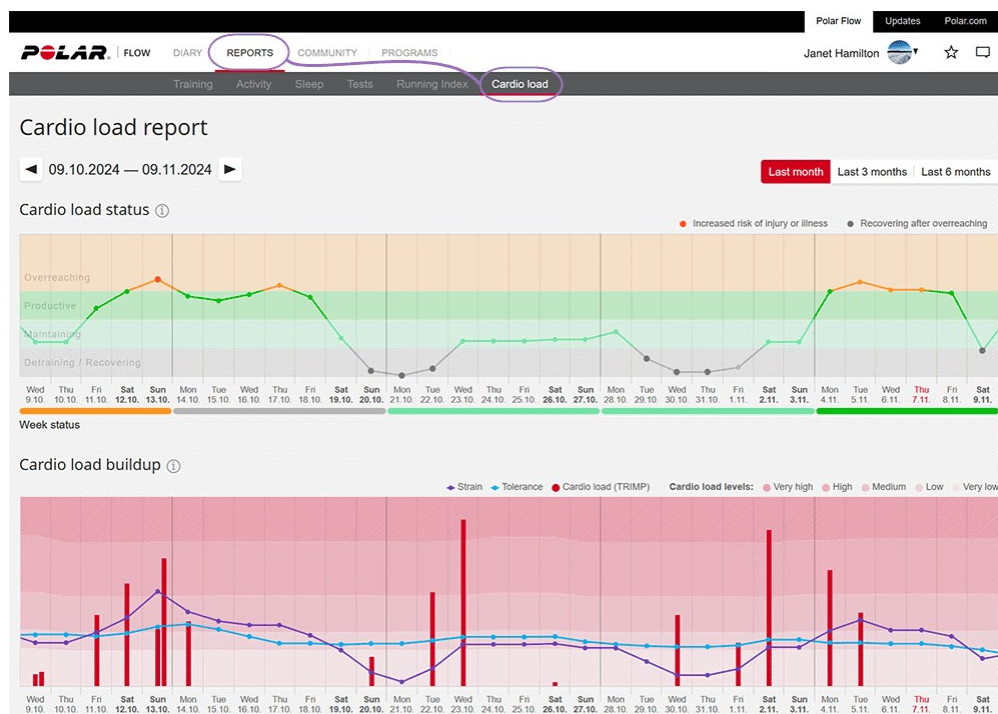 Polar Flow Updates Polar.com
POLAR. FLOW DIARY REPORTS COMMUNITY PROGRAMS Janet Hamilton
Training Activity Sleep Tests Running Index Cardio load
Cardio load report
09.10.2024 — 09.11.2024 Last month Last 3 months Last 6 months
Cardio load status
Increased risk of injury or illness Recovering after overreaching
Overreaching
Productive
Maintaining
Detraining / Recovering
Wed Thu Fri Sat Sun Mon Tue Wed Thu Fri Sat Sun Mon Tue Wed Thu Fri Sat Sun Mon Tue Wed Thu Fri Sat Sun Mon Tue Wed Thu Fri Sat
9.10. 10.10. 11.10. 12.10. 13.10. 14.10. 15.10. 16.10. 17.10. 18.10. 19.10. 20.10. 21.10. 22.10. 23.10. 24.10. 25.10. 26.10. 27.10. 28.10. 29.10. 30.10. 31.10. 1.11. 2.11. 3.11. 4.11. 5.11. 6.11. 7.11. 8.11. 9.11.
Week status
Cardio load buildup
Strain Tolerance Cardio load (TRIMP) Cardio load levels: Very high High Medium Low Very low
Wed Thu Fri Sat Sun Mon Tue Wed Thu Fri Sat Sun Mon Tue Wed Thu Fri Sat Sun Mon Tue Wed Thu Fri Sat Sun Mon Tue Wed Thu Fri Sat
9.10. 10.10. 11.10. 12.10. 13.10. 14.10. 15.10. 16.10. 17.10. 18.10. 19.10. 20.10. 21.10. 22.10. 23.10. 24.10. 25.10. 26.10. 27.10. 28.10. 29.10. 30.10. 31.10. 1.11. 2.11. 3.11. 4.11. 5.11. 6.11. 7.11. 8.11. 9.11.